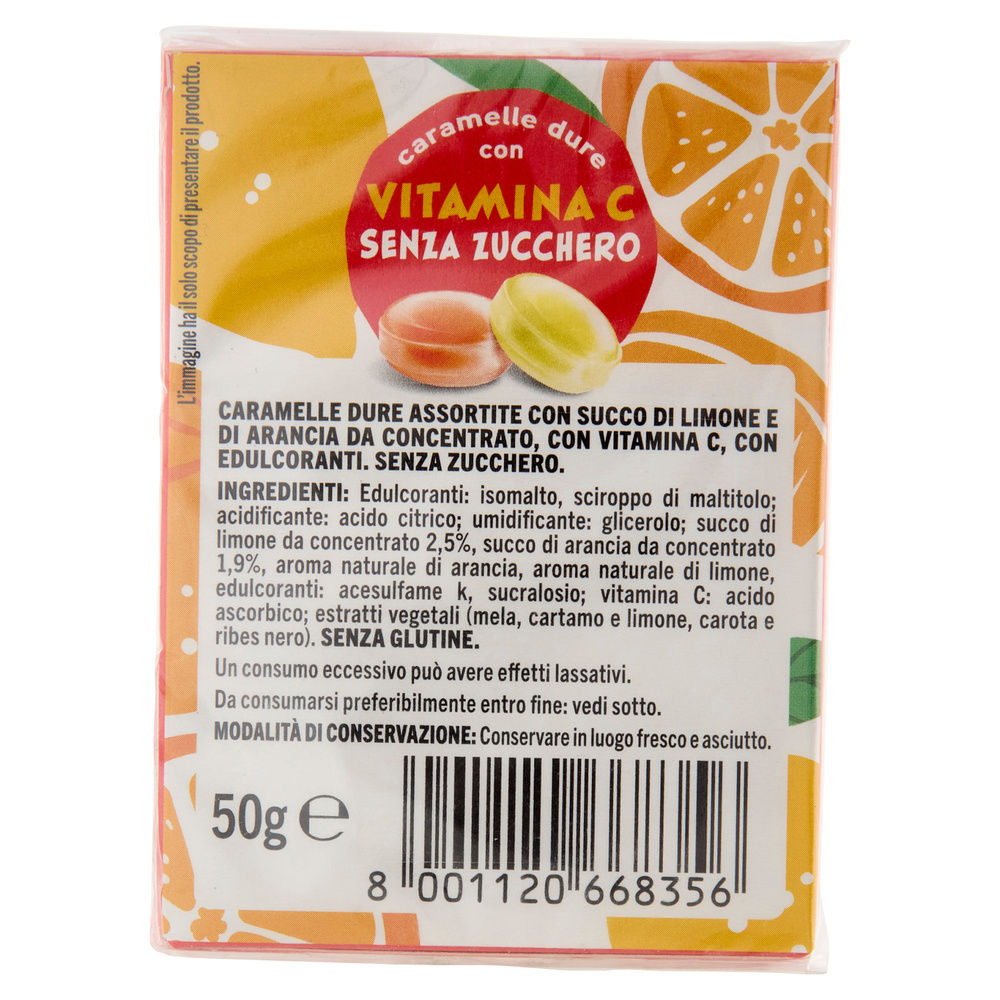 L'immagine ha il solo scopo di presentare il prodotto.
caramelle dure
con
VITAMINA C
SENZA ZUCCHERO
CARAMELLE DURE ASSORTITE CON SUCCO DI LIMONE E
DI ARANCIA DA CONCENTRATO, CON VITAMINA C, CON
EDULCORANTI. SENZA ZUCCHERO.
INGREDIENTI: Edulcoranti: isomalto, sciroppo di maltitolo;
acidificante: acido citrico; umidificante: glicerolo; succo di
limone da concentrato 2,5%, succo di arancia da concentrato
1,9%, aroma naturale di arancia, aroma naturale di limone,
edulcoranti: acesulfame k, sucralosio; vitamina C: acido
ascorbico; estratti vegetali (mela, cartamo e limone, carota e
ribes nero). SENZA GLUTINE.
Un consumo eccessivo può avere effetti lassativi.
Da consumarsi preferibilmente entro fine: vedi sotto.
MODALITÀ DI CONSERVAZIONE: Conservare in luogo fresco e asciutto.
50g ℮
8 001120 668356